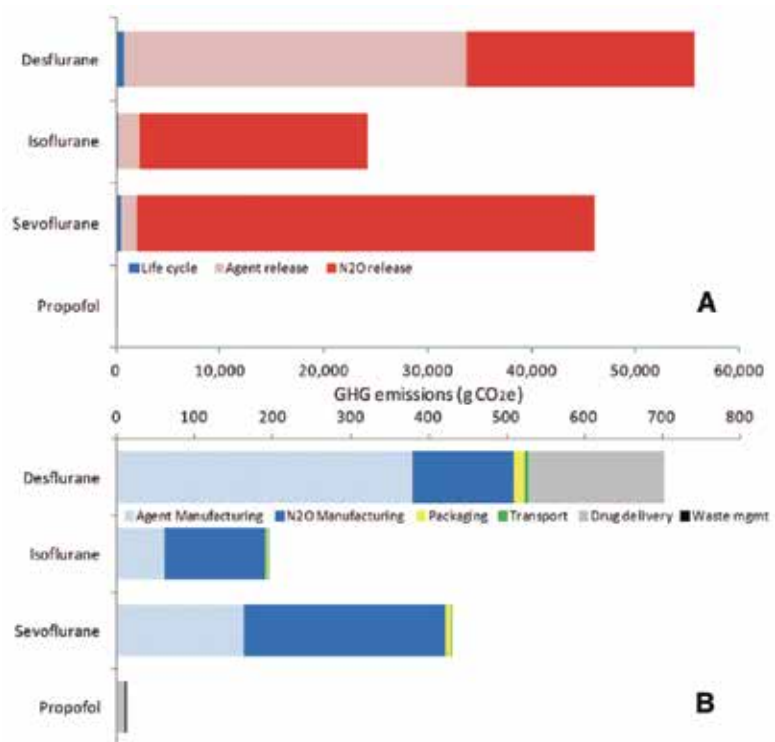 Desflurane
Isoflurane
Sevoflurane
Life cycle Agent release N2O release
Propofol
A
0 10,000 20,000 30,000 40,000 50,000 60,000
GHG emissions (g CO2e)
0 100 200 300 400 500 600 700 800
Desflurane
Agent Manufacturing N2O Manufacturing Packaging Transport Drug delivery Waste mgmt
Isoflurane
Sevoflurane
Propofol
B